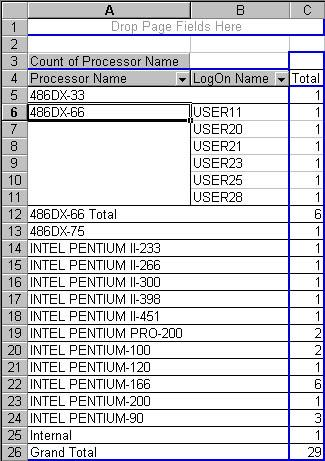 A B C
1 Drop Page Fields Here
2
3 Count of Processor Name
4 Processor Name LogOn Name Total
5 486DX-33 1
6 486DX-66 USER11 1
7 USER20 1
8 USER21 1
9 USER23 1
10 USER25 1
11 USER28 1
12 486DX-66 Total 6
13 486DX-75 1
14 INTEL PENTIUM II-233 1
15 INTEL PENTIUM II-266 1
16 INTEL PENTIUM II-300 1
17 INTEL PENTIUM II-398 1
18 INTEL PENTIUM II-451 1
19 INTEL PENTIUM PRO-200 2
20 INTEL PENTIUM-100 2
21 INTEL PENTIUM-120 1
22 INTEL PENTIUM-166 6
23 INTEL PENTIUM-200 1
24 INTEL PENTIUM-90 3
25 Internal 1
26 Grand Total 29